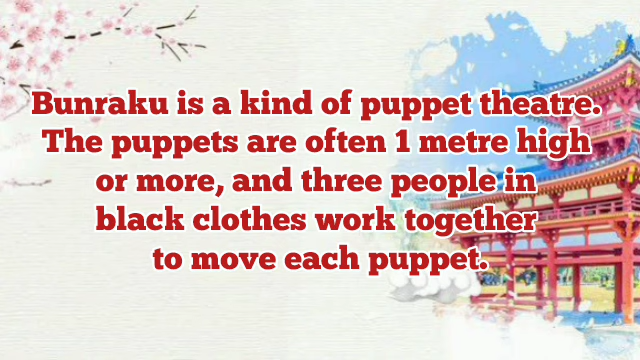 Bunraku is a kind of puppet theatre.
The puppets are often 1 metre high
or more, and three people in
black clothes work together
to move each puppet.